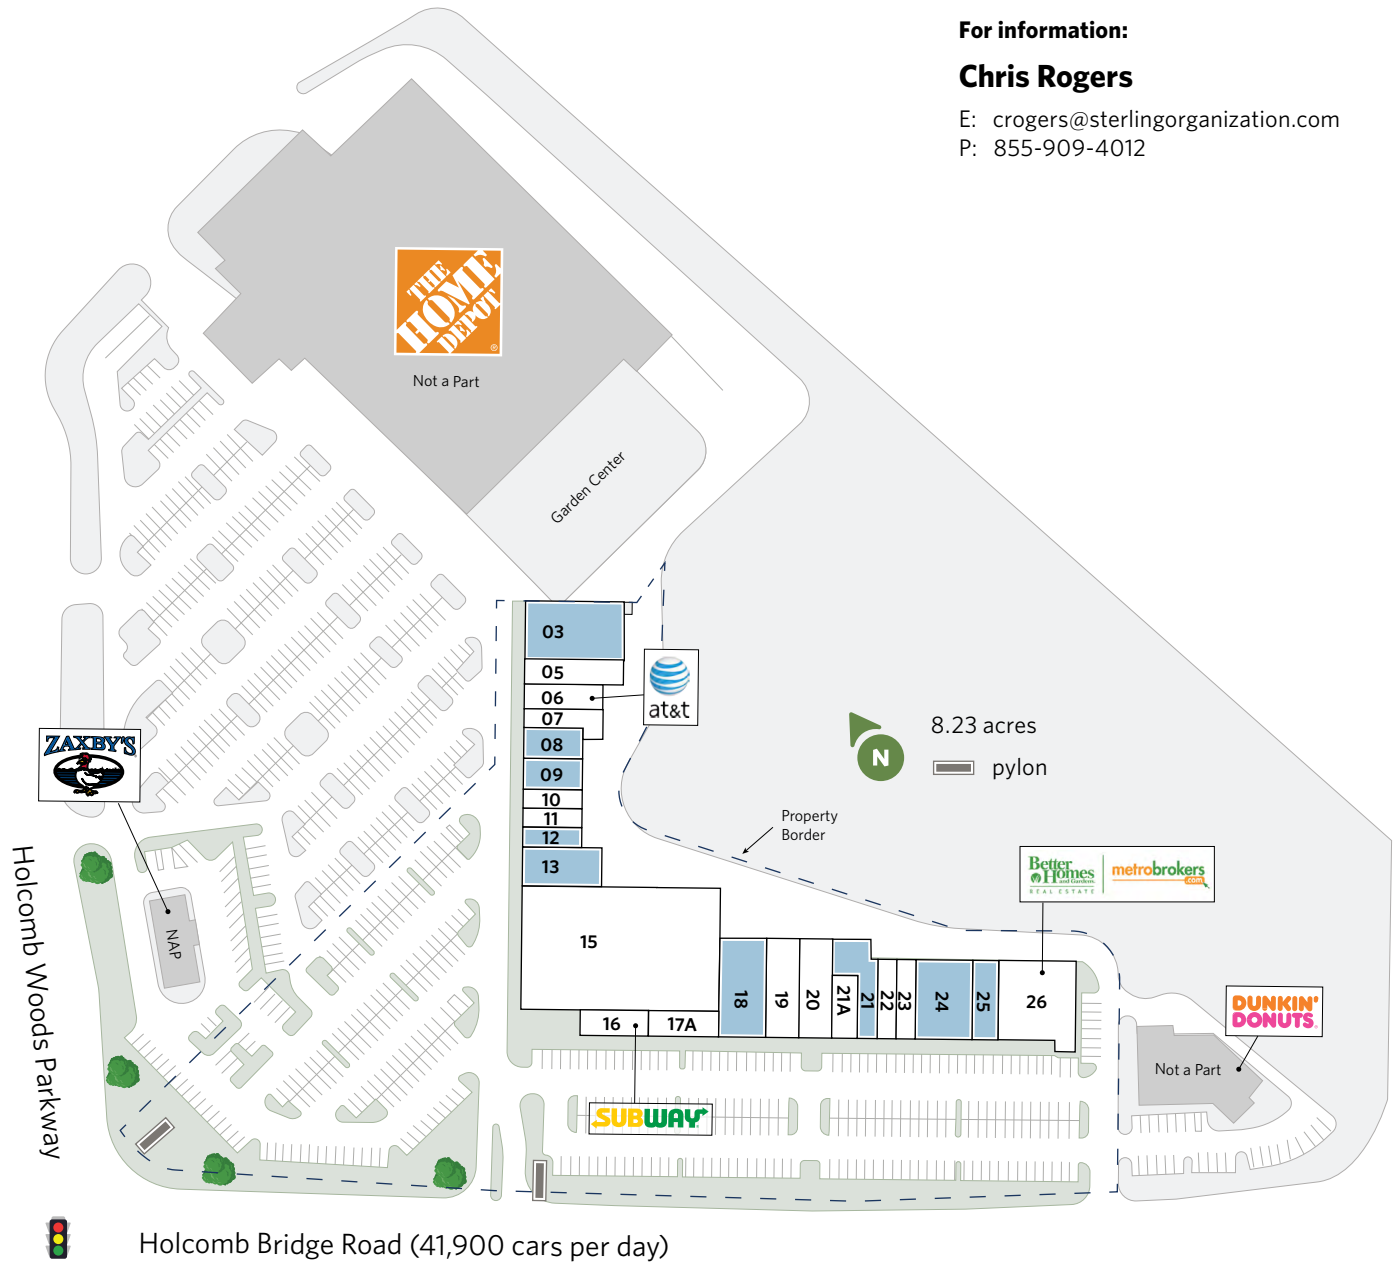 For information:
Chris Rogers
E: crogers@sterlingorganization.com
P: 855-909-4012
THE
HOME
DEPOT
®
Not a Part
Garden Center
03
05
06
07
08
09
10
11
12
13
at&t
8.23 acres
N
pylon
Property
Border
ZAXBY'S
NAP
Holcomb Woods Parkway
Better
Homes
and Gardens
REAL ESTATE
metrobrokers
.com
15
16
17A
18
19
20
21A
21
22
23
24
25
26
SUBWAY
DUNKIN'
DONUTS
Not a Part
Holcomb Bridge Road (41,900 cars per day)